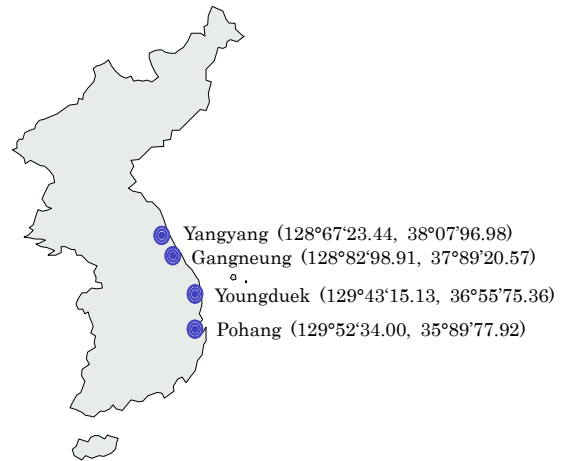 Yangyang (128°67‘23.44, 38°07’96.98)
Gangneung (128°82‘98.91, 37°89’20.57)
Youngduek (129°43‘15.13, 36°55’75.36)
Pohang (129°52‘34.00, 35°89’77.92)